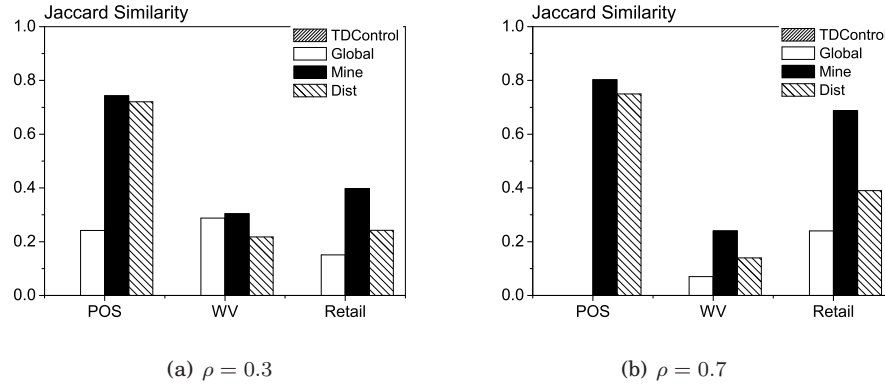 Jaccard Similarity
1.0
TDControl
Global
Mine
Dist
0.8
0.6
0.4
0.2
0.0
POS WV Retail
(a) ρ = 0.3
Jaccard Similarity
1.0
TDControl
Global
Mine
Dist
0.8
0.6
0.4
0.2
0.0
POS WV Retail
(b) ρ = 0.7